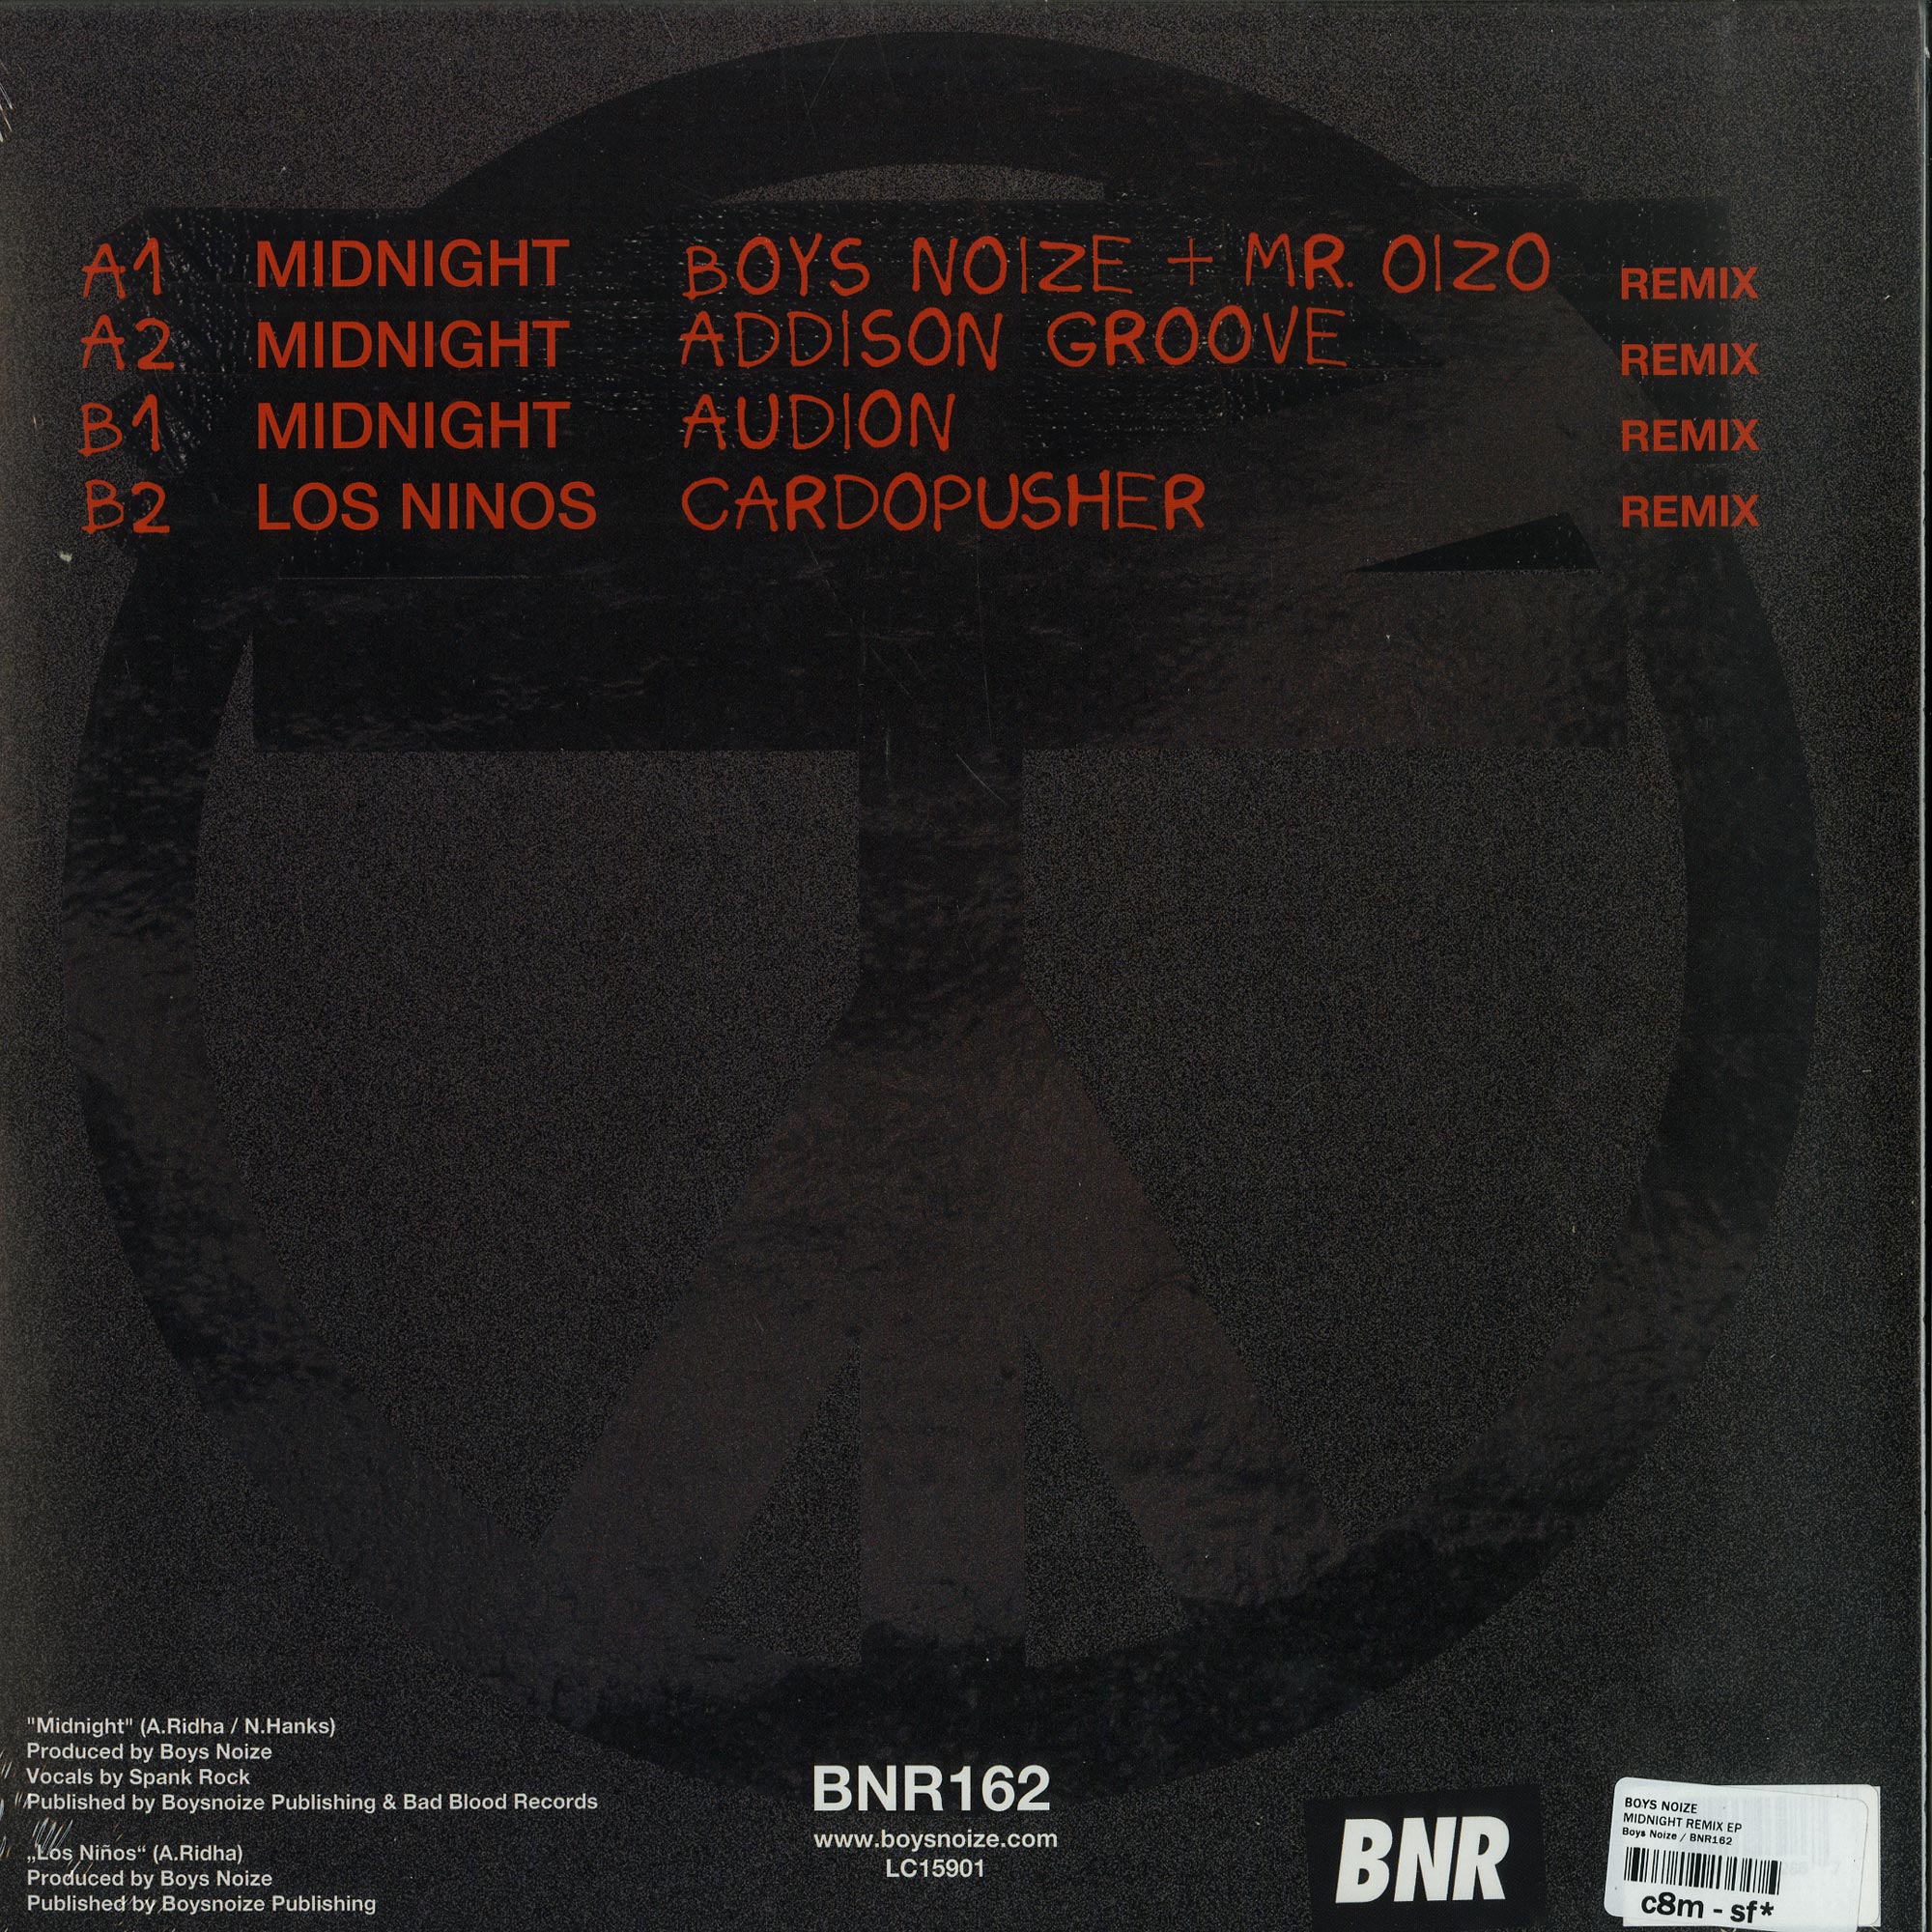 A1 MIDNIGHT BOYS NOIZE + MR. OIZO REMIX
A2 MIDNIGHT ADDISON GROOVE REMIX
B1 MIDNIGHT AUDION REMIX
B2 LOS NINOS CARDOPUSHER REMIX
"Midnight" (A.Ridha / N.Hanks)
Produced by Boys Noize
Vocals by Spank Rock
Published by Boysnoize Publishing & Bad Blood Records
„Los Niños“ (A.Ridha)
Produced by Boys Noize
Published by Boysnoize Publishing
BNR162
www.boysnoize.com
LC15901
BNR
BOYS NOIZE
MIDNIGHT REMIX EP
Boys Noize / BNR162
c8m - sf*